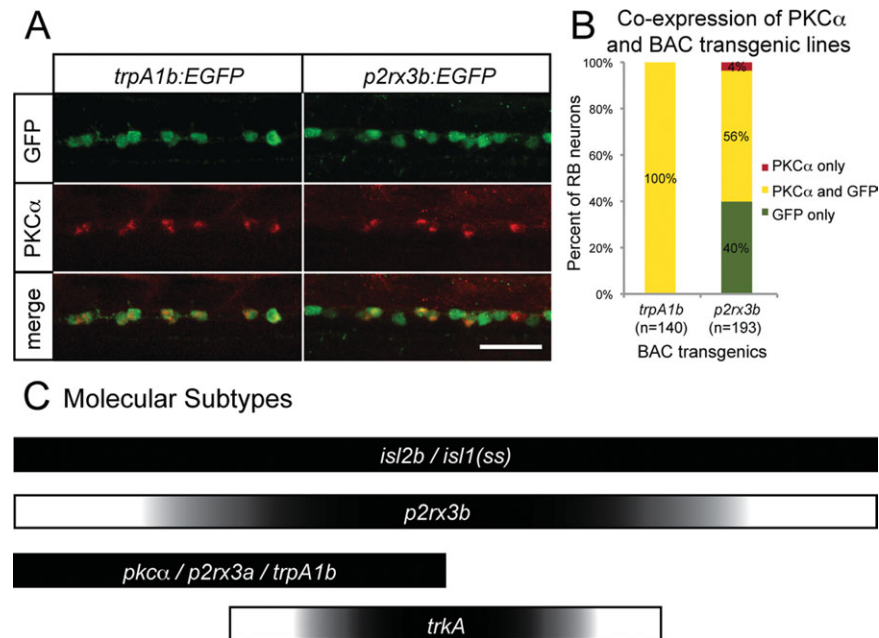 A
trpA1b:EGFP
p2rx3b:EGFP
GFP
PKCα
merge
B
Co-expression of PKCα
and BAC transgenic lines
Percent of RB neurons
100%
80%
60%
40%
20%
0%
100%
4%
56%
40%
PKCα only
PKCα and GFP
GFP only
trpA1b
(n=140)
p2rx3b
(n=193)
BAC transgenics
C Molecular Subtypes
isl2b / isl1(ss)
p2rx3b
pkcα / p2rx3a / trpA1b
trkA